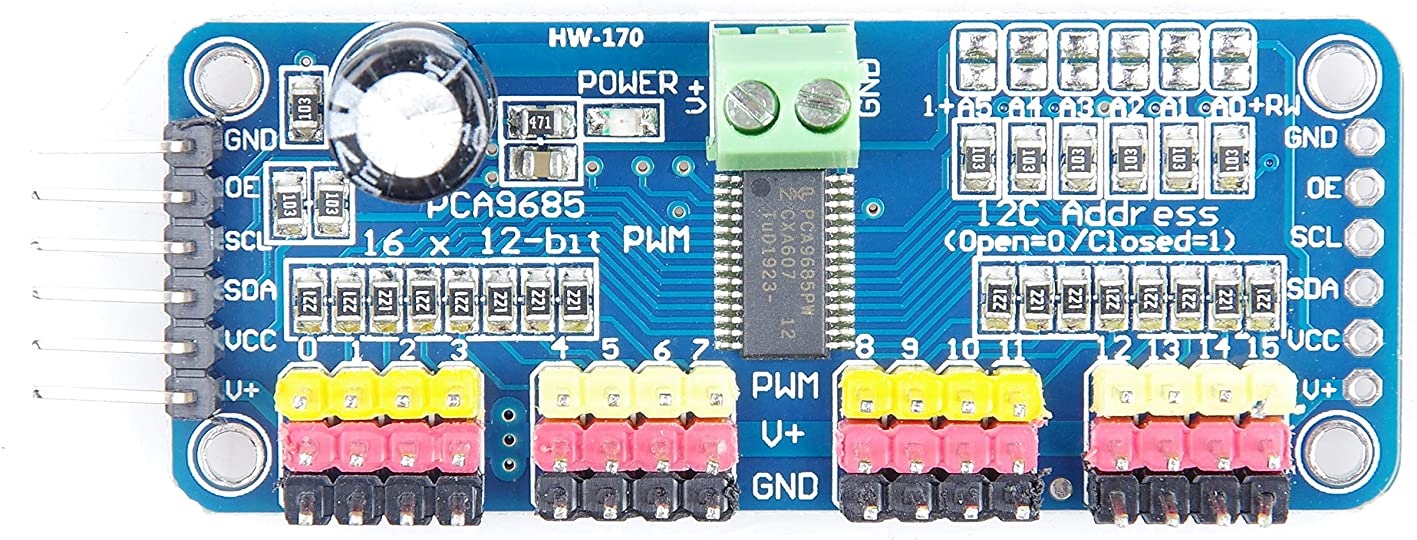 HW-170
POWER
V+
GND
1+A5 A4 A3 A2 A1 A0+RW
103
471
103 103
103 103 103 103 103 103
GND
OE
SCL
SDA
VCC
V+
PCA9685
16 x 12-bit PWM
PCA9685PW
CXA607 12
TuD1923-
I2C Address
(Open=0/Closed=1)
GND
OE
SCL
SDA
VCC
V+
221 221 221 221 221 221 221 221
221 221 221 221 221 221 221 221
0 1 2 3 4 5 6 7
8 9 10 11 12 13 14 15
PWM
V+
GND